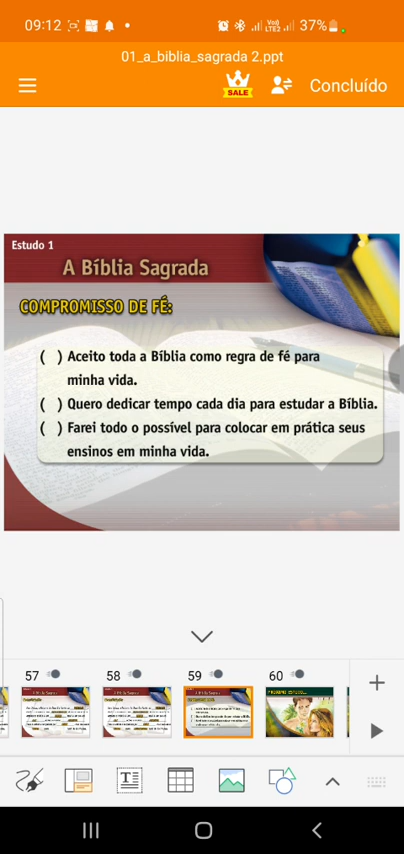 09:12
Vo))
LTE2
37%
01_a_biblia_sagrada 2.ppt
SALE
Concluído
Estudo 1
A Bíblia Sagrada
COMPROMISSO DE FÉ:
(   ) Aceito toda a Bíblia como regra de fé para
minha vida.
(   ) Quero dedicar tempo cada dia para estudar a Bíblia.
(   ) Farei todo o possível para colocar em prática seus
ensinos em minha vida.
57
58
59
60